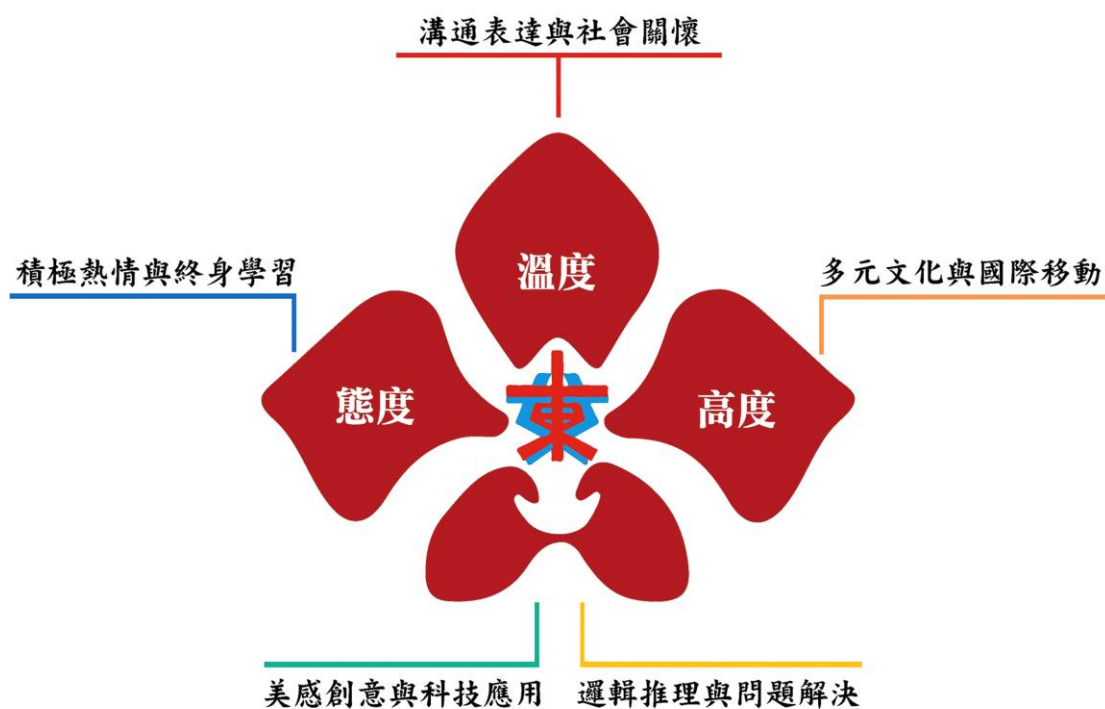 溝通表達與社會關懷
積極熱情與終身學習
溫度
多元文化與國際移動
態度
東
高度
美感創意與科技應用
邏輯推理與問題解決